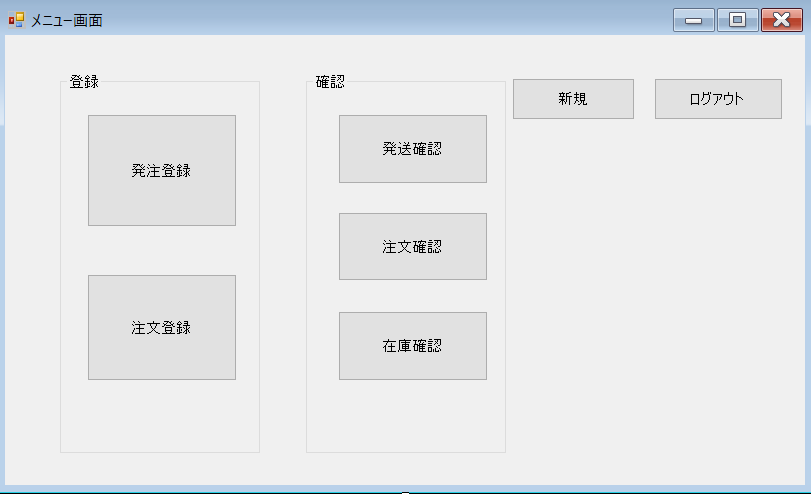 メニュー画面
登録
発注登録
注文登録
確認
発送確認
注文確認
在庫確認
新規
ログアウト